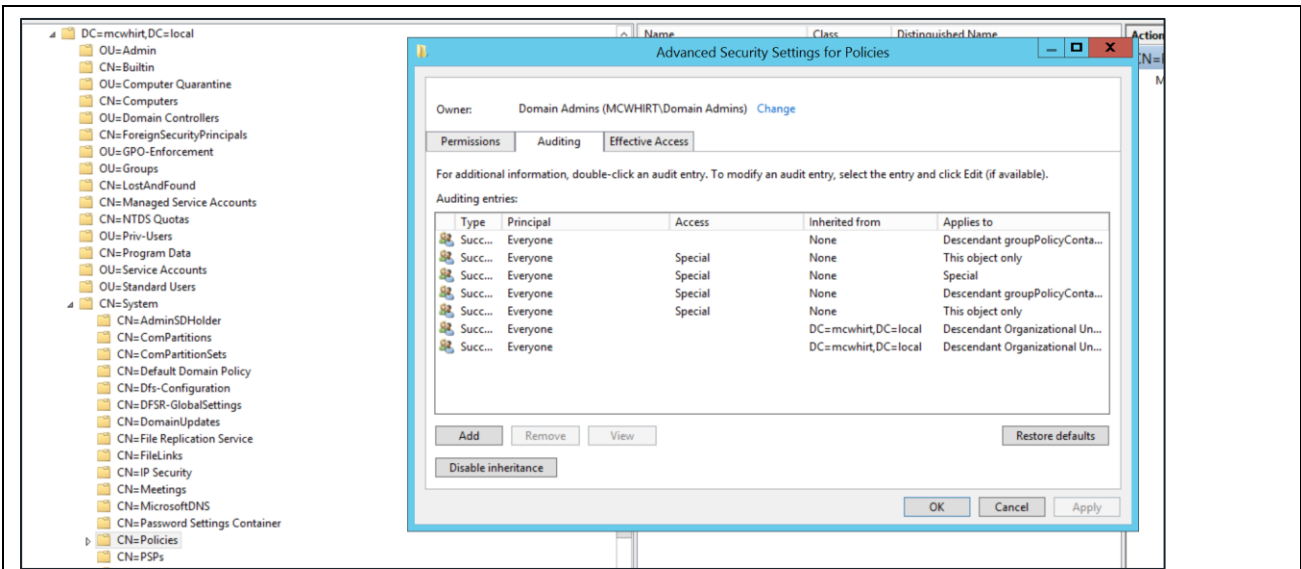 DC=mcwhirt,DC=local
OU=Admin
CN=Builtin
OU=Computer Quarantine
CN=Computers
OU=Domain Controllers
CN=ForeignSecurityPrincipals
OU=GPO-Enforcement
OU=Groups
CN=LostAndFound
CN=Managed Service Accounts
CN=NTDS Quotas
OU=Priv-Users
CN=Program Data
OU=Service Accounts
OU=Standard Users
CN=System
CN=AdminSDHolder
CN=ComPartitions
CN=ComPartitionSets
CN=Default Domain Policy
CN=Dfs-Configuration
CN=DFSR-GlobalSettings
CN=DomainUpdates
CN=File Replication Service
CN=FileLinks
CN=IP Security
CN=Meetings
CN=MicrosoftDNS
CN=Password Settings Container
CN=Policies
CN=PSPs
Name Class Distinguished Name
Action
Advanced Security Settings for Policies
Owner: Domain Admins (MCWHIRT\Domain Admins) Change
Permissions Auditing Effective Access
For additional information, double-click an audit entry. To modify an audit entry, select the entry and click Edit (if available).
Auditing entries:
Type Principal Access Inherited from Applies to
Succ... Everyone None Descendant groupPolicyConta...
Succ... Everyone Special None This object only
Succ... Everyone Special None Special
Succ... Everyone Special None Descendant groupPolicyConta...
Succ... Everyone Special None This object only
Succ... Everyone DC=mcwhirt,DC=local Descendant Organizational Un...
Succ... Everyone DC=mcwhirt,DC=local Descendant Organizational Un...
Add Remove View Restore defaults
Disable inheritance
OK Cancel Apply